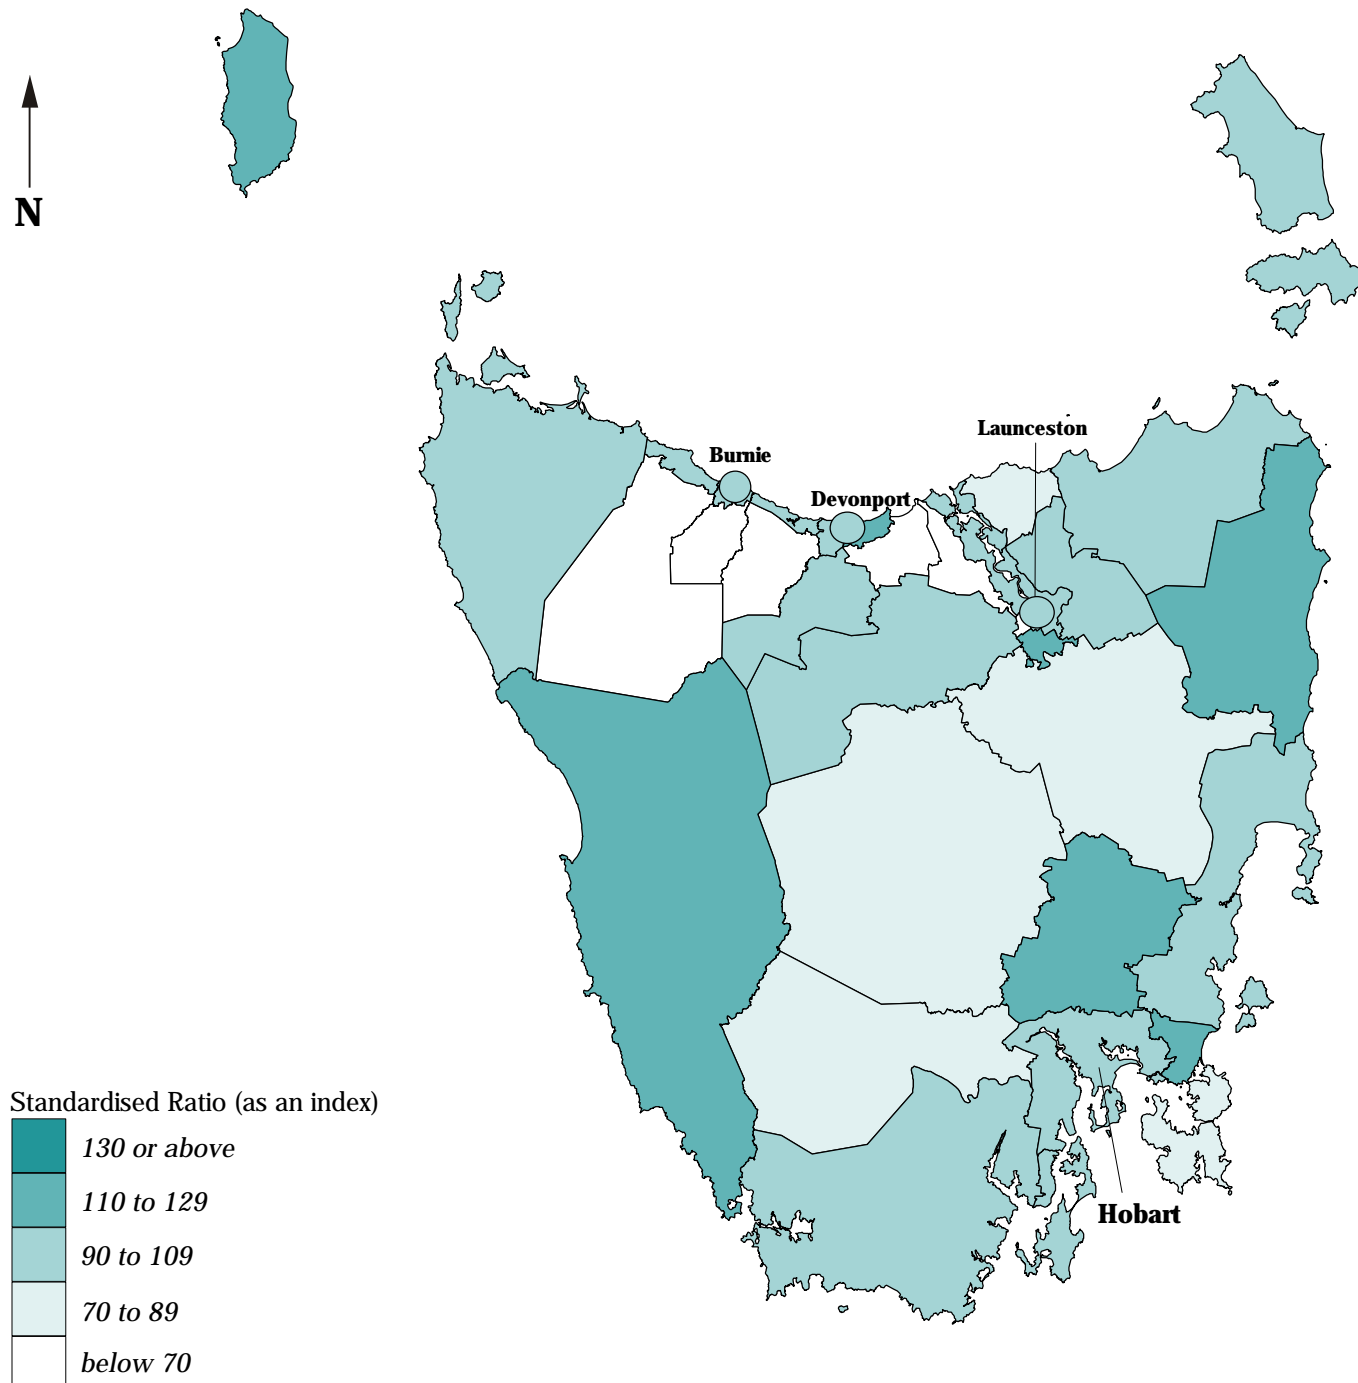 N
Launceston
Burnie
Devonport
Hobart
Standardised Ratio (as an index)
130 or above
110 to 129
90 to 109
70 to 89
below 70